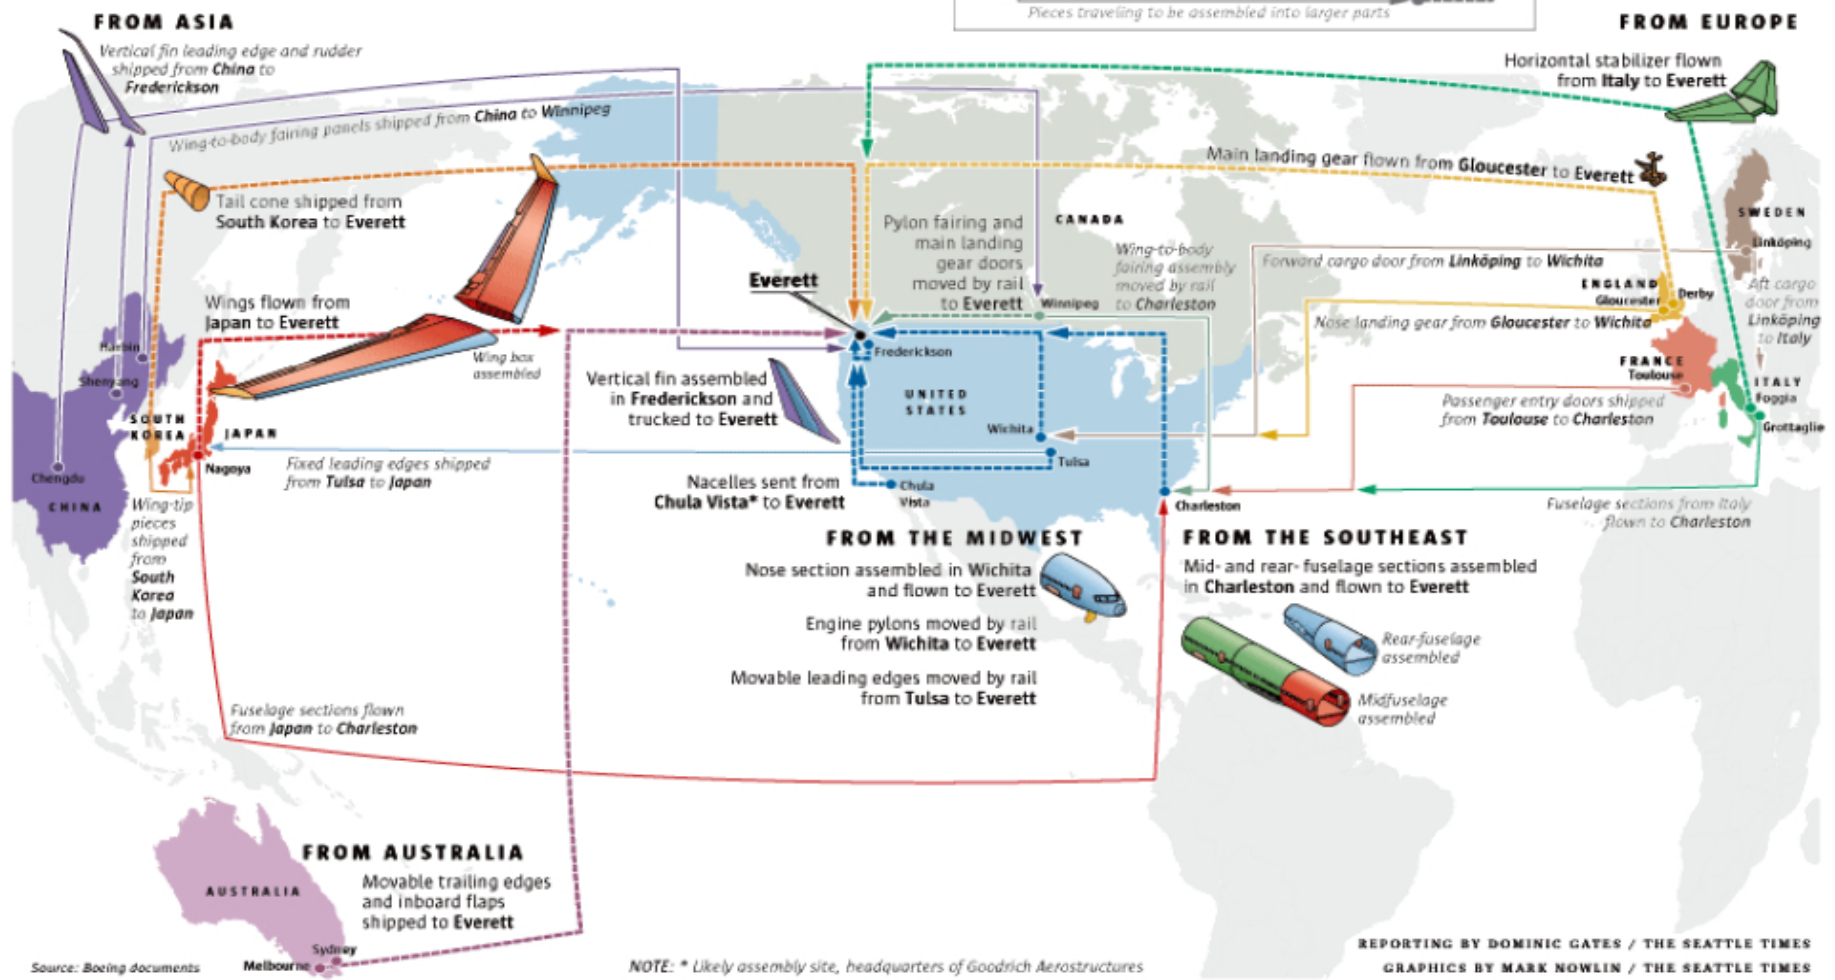 Pieces traveling to be assembled into larger parts
FROM ASIA
Vertical fin leading edge and rudder
shipped from China to
Frederickson
Wing-to-body fairing panels shipped from China to Winnipeg
Tail cone shipped from
South Korea to Everett
Wings flown from
Japan to Everett
Wing box
assembled
Harbin
Shenyang
SOUTH
KOREA
JAPAN
Nagoya
Chengdu
CHINA
Fixed leading edges shipped
from Tulsa to Japan
Wing-tip
pieces
shipped
from
South
Korea
to Japan
Fuselage sections flown
from Japan to Charleston
FROM AUSTRALIA
Movable trailing edges
and inboard flaps
shipped to Everett
AUSTRALIA
Sydney
Melbourne
Everett
Frederickson
Vertical fin assembled
in Frederickson and
trucked to Everett
Nacelles sent from
Chula Vista* to Everett
Chula
Vista
UNITED
STATES
Wichita
Tulsa
Charleston
CANADA
Winnipeg
Pylon fairing and
main landing
gear doors
moved by rail
to Everett
Wing-to-body
fairing assembly
moved by rail
to Charleston
FROM THE MIDWEST
Nose section assembled in Wichita
and flown to Everett
Engine pylons moved by rail
from Wichita to Everett
Movable leading edges moved by rail
from Tulsa to Everett
FROM THE SOUTHEAST
Mid- and rear- fuselage sections assembled
in Charleston and flown to Everett
Rear-fuselage
assembled
Midfuselage
assembled
FROM EUROPE
Horizontal stabilizer flown
from Italy to Everett
Main landing gear flown from Gloucester to Everett
SWEDEN
Linköping
Forward cargo door from Linköping to Wichita
ENGLAND
Gloucester
Derby
Nose landing gear from Gloucester to Wichita
Aft cargo
door from
Linköping
to Italy
FRANCE
Toulouse
Passenger entry doors shipped
from Toulouse to Charleston
ITALY
Foggia
Grottaglie
Fuselage sections from Italy
flown to Charleston
Source: Boeing documents
NOTE: * Likely assembly site, headquarters of Goodrich Aerostructures
REPORTING BY DOMINIC GATES / THE SEATTLE TIMES
GRAPHICS BY MARK NOWLIN / THE SEATTLE TIMES